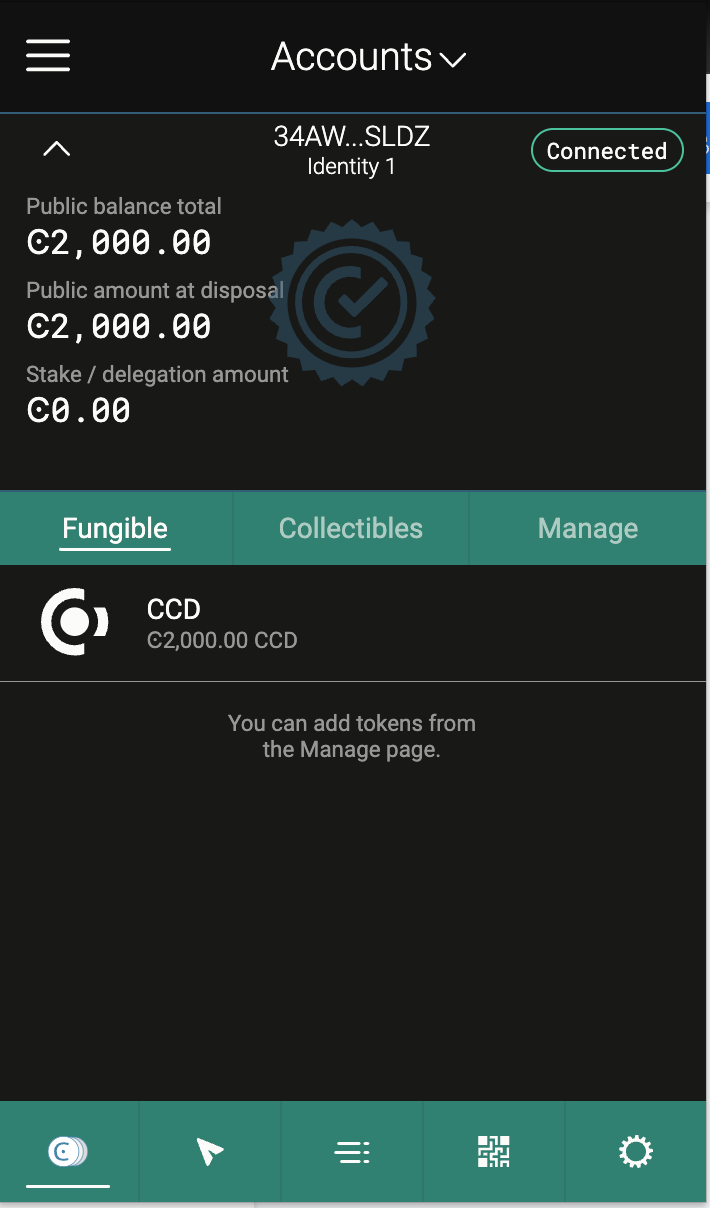 Accounts
34AW...SLDZ
Identity 1
Connected
Public balance total
Ͼ2,000.00
Public amount at disposal
Ͼ2,000.00
Stake / delegation amount
Ͼ0.00
Fungible
Collectibles
Manage
CCD
Ͼ2,000.00 CCD
You can add tokens from
the Manage page.